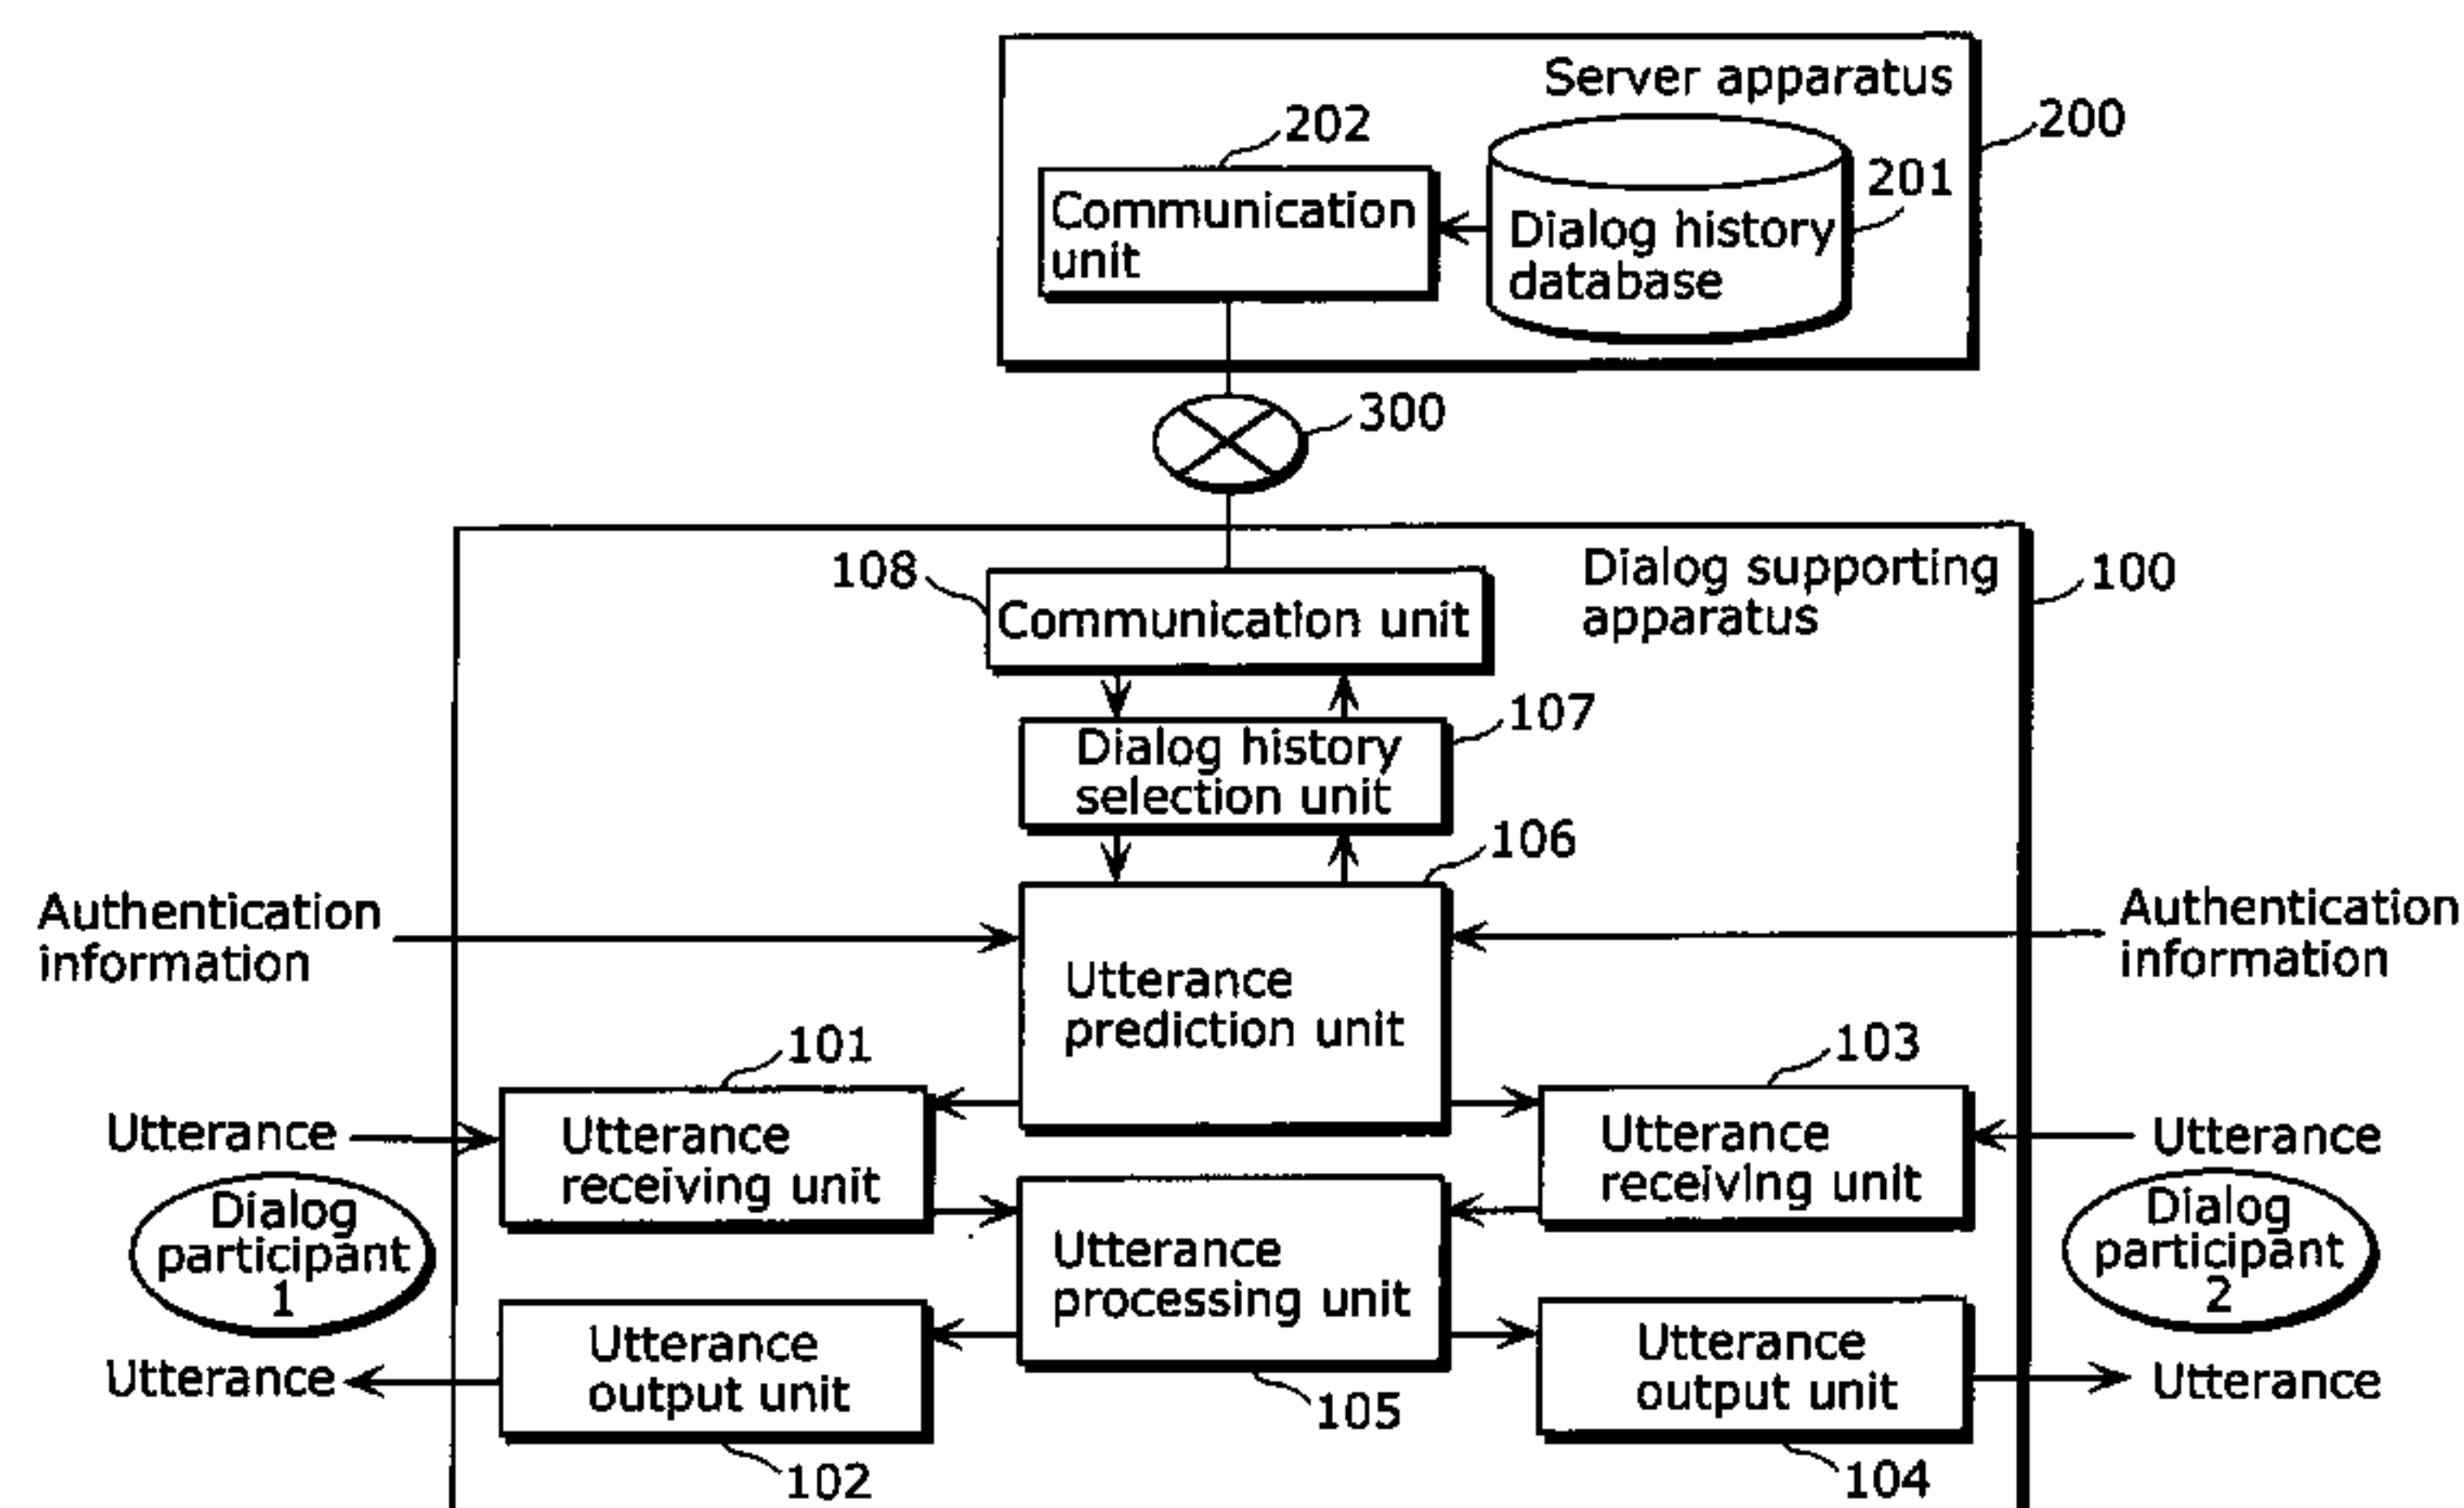 Server apparatus
200
202
201
Communication
unit
Dialog history
database
300
Dialog supporting
apparatus
100
108
Communication unit
107
Dialog history
selection unit
106
Authentication
information
Authentication
information
Utterance
prediction unit
101
103
Utterance
Utterance
receiving unit
Utterance
receiving unit
Utterance
Dialog
participant
1
Utterance
processing unit
Dialog
participant
2
Utterance
Utterance
output unit
105
Utterance
output unit
Utterance
102
104